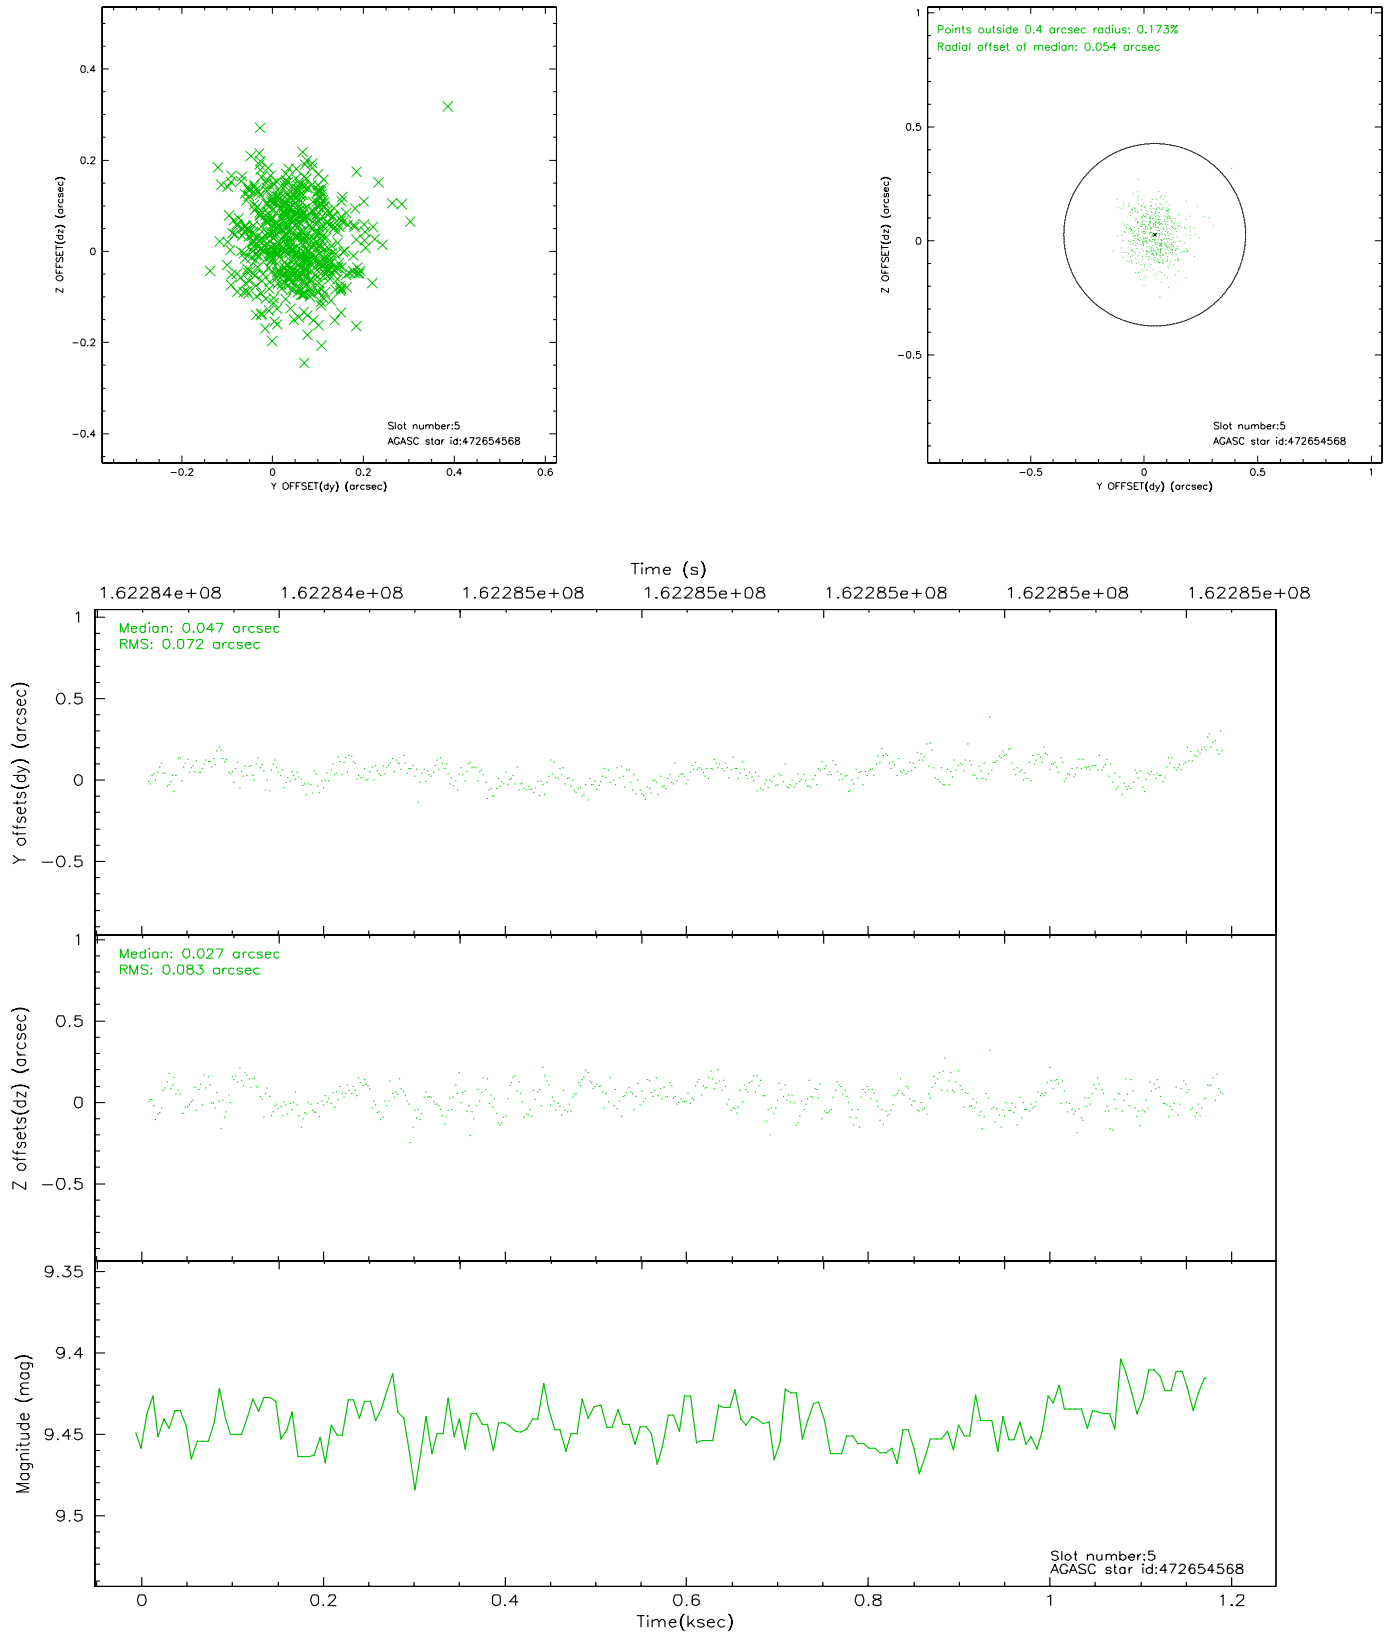 0.4
0.2
0
−0.2
−0.4
Z OFFSET(dz) (arcsec)
−0.2 0 0.2 0.4 0.6
Y OFFSET(dy) (arcsec)
Slot number:5
AGASC star id:472654568
Points outside 0.4 arcsec radius: 0.173%
Radial offset of median: 0.054 arcsec
1
0.5
0
−0.5
Z OFFSET(dz) (arcsec)
−0.5 0 0.5 1
Y OFFSET(dy) (arcsec)
Slot number:5
AGASC star id:472654568
Time (s)
1.62284e+08 1.62284e+08 1.62285e+08 1.62285e+08 1.62285e+08 1.62285e+08 1.62285e+08
Median: 0.047 arcsec
RMS: 0.072 arcsec
1
0.5
0
−0.5
Y offsets(dy) (arcsec)
Median: 0.027 arcsec
RMS: 0.083 arcsec
1
0.5
0
−0.5
Z offsets(dz) (arcsec)
9.35
9.4
9.45
9.5
Magnitude (mag)
Slot number:5
AGASC star id:472654568
0 0.2 0.4 0.6 0.8 1 1.2
Time(ksec)